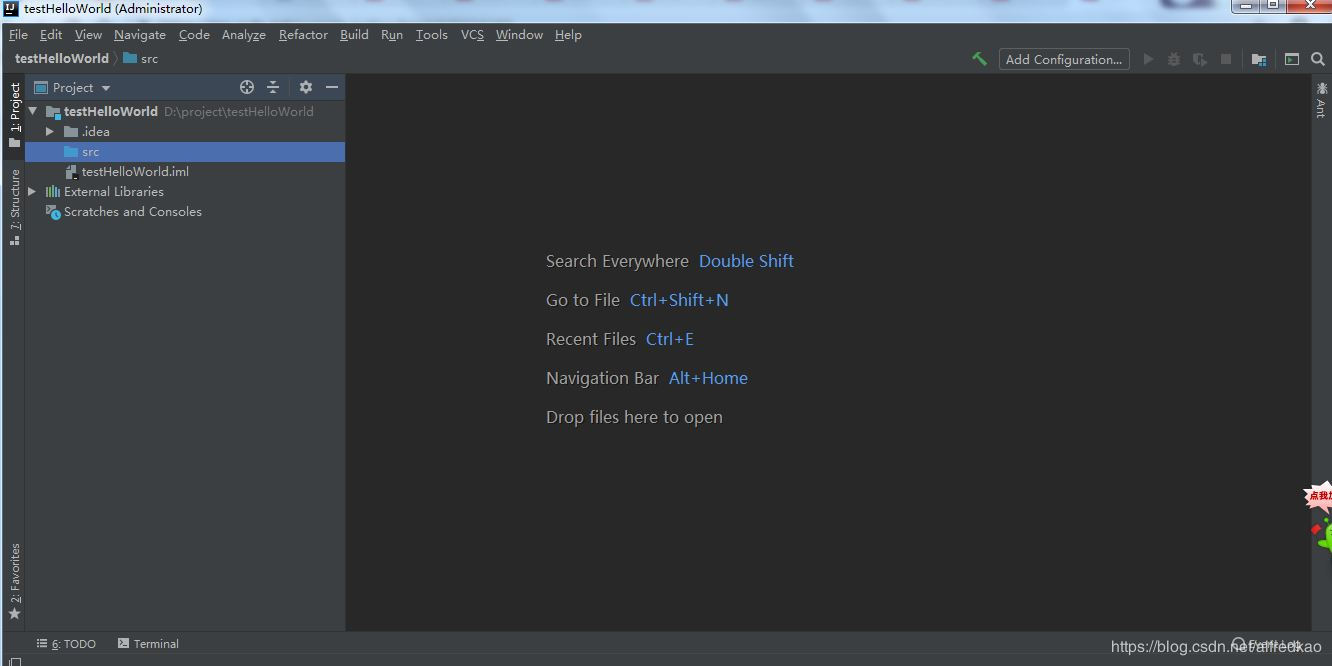 testHelloWorld (Administrator)
File Edit View Navigate Code Analyze Refactor Build Run Tools VCS Window Help
testHelloWorld src
Add Configuration...
1: Project
Project
testHelloWorld D:\project\testHelloWorld
.idea
src
testHelloWorld.iml
External Libraries
Scratches and Consoles
7: Structure
2: Favorites
Ant
Search Everywhere Double Shift
Go to File Ctrl+Shift+N
Recent Files Ctrl+E
Navigation Bar Alt+Home
Drop files here to open
点我加
6: TODO Terminal
Event Log
https://blog.csdn.net/alfredkao